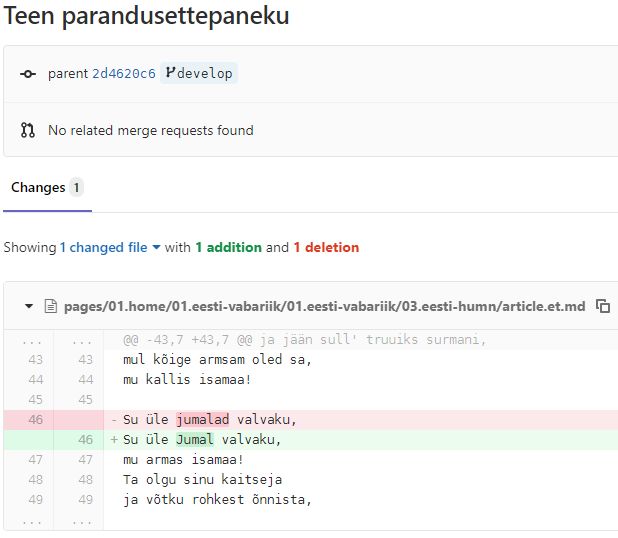 Teen parandusettepaneku
parent 2d4620c6 develop
No related merge requests found
Changes 1
Showing 1 changed file with 1 addition and 1 deletion
pages/01.home/01.eesti-vabariik/01.eesti-vabariik/03.eesti-humn/article.et.md
... ... @@ -43,7 +43,7 @@ ja jään sull' truuiks surmani,
43 43 mul kõige armsam oled sa,
44 44 mu kallis isamaa!
45 45
46 - Su üle jumalad valvaku,
46 + Su üle Jumal valvaku,
47 47 mu armas isamaa!
48 48 Ta olgu sinu kaitseja
49 49 ja võtku rohkest õnnista,
... ...